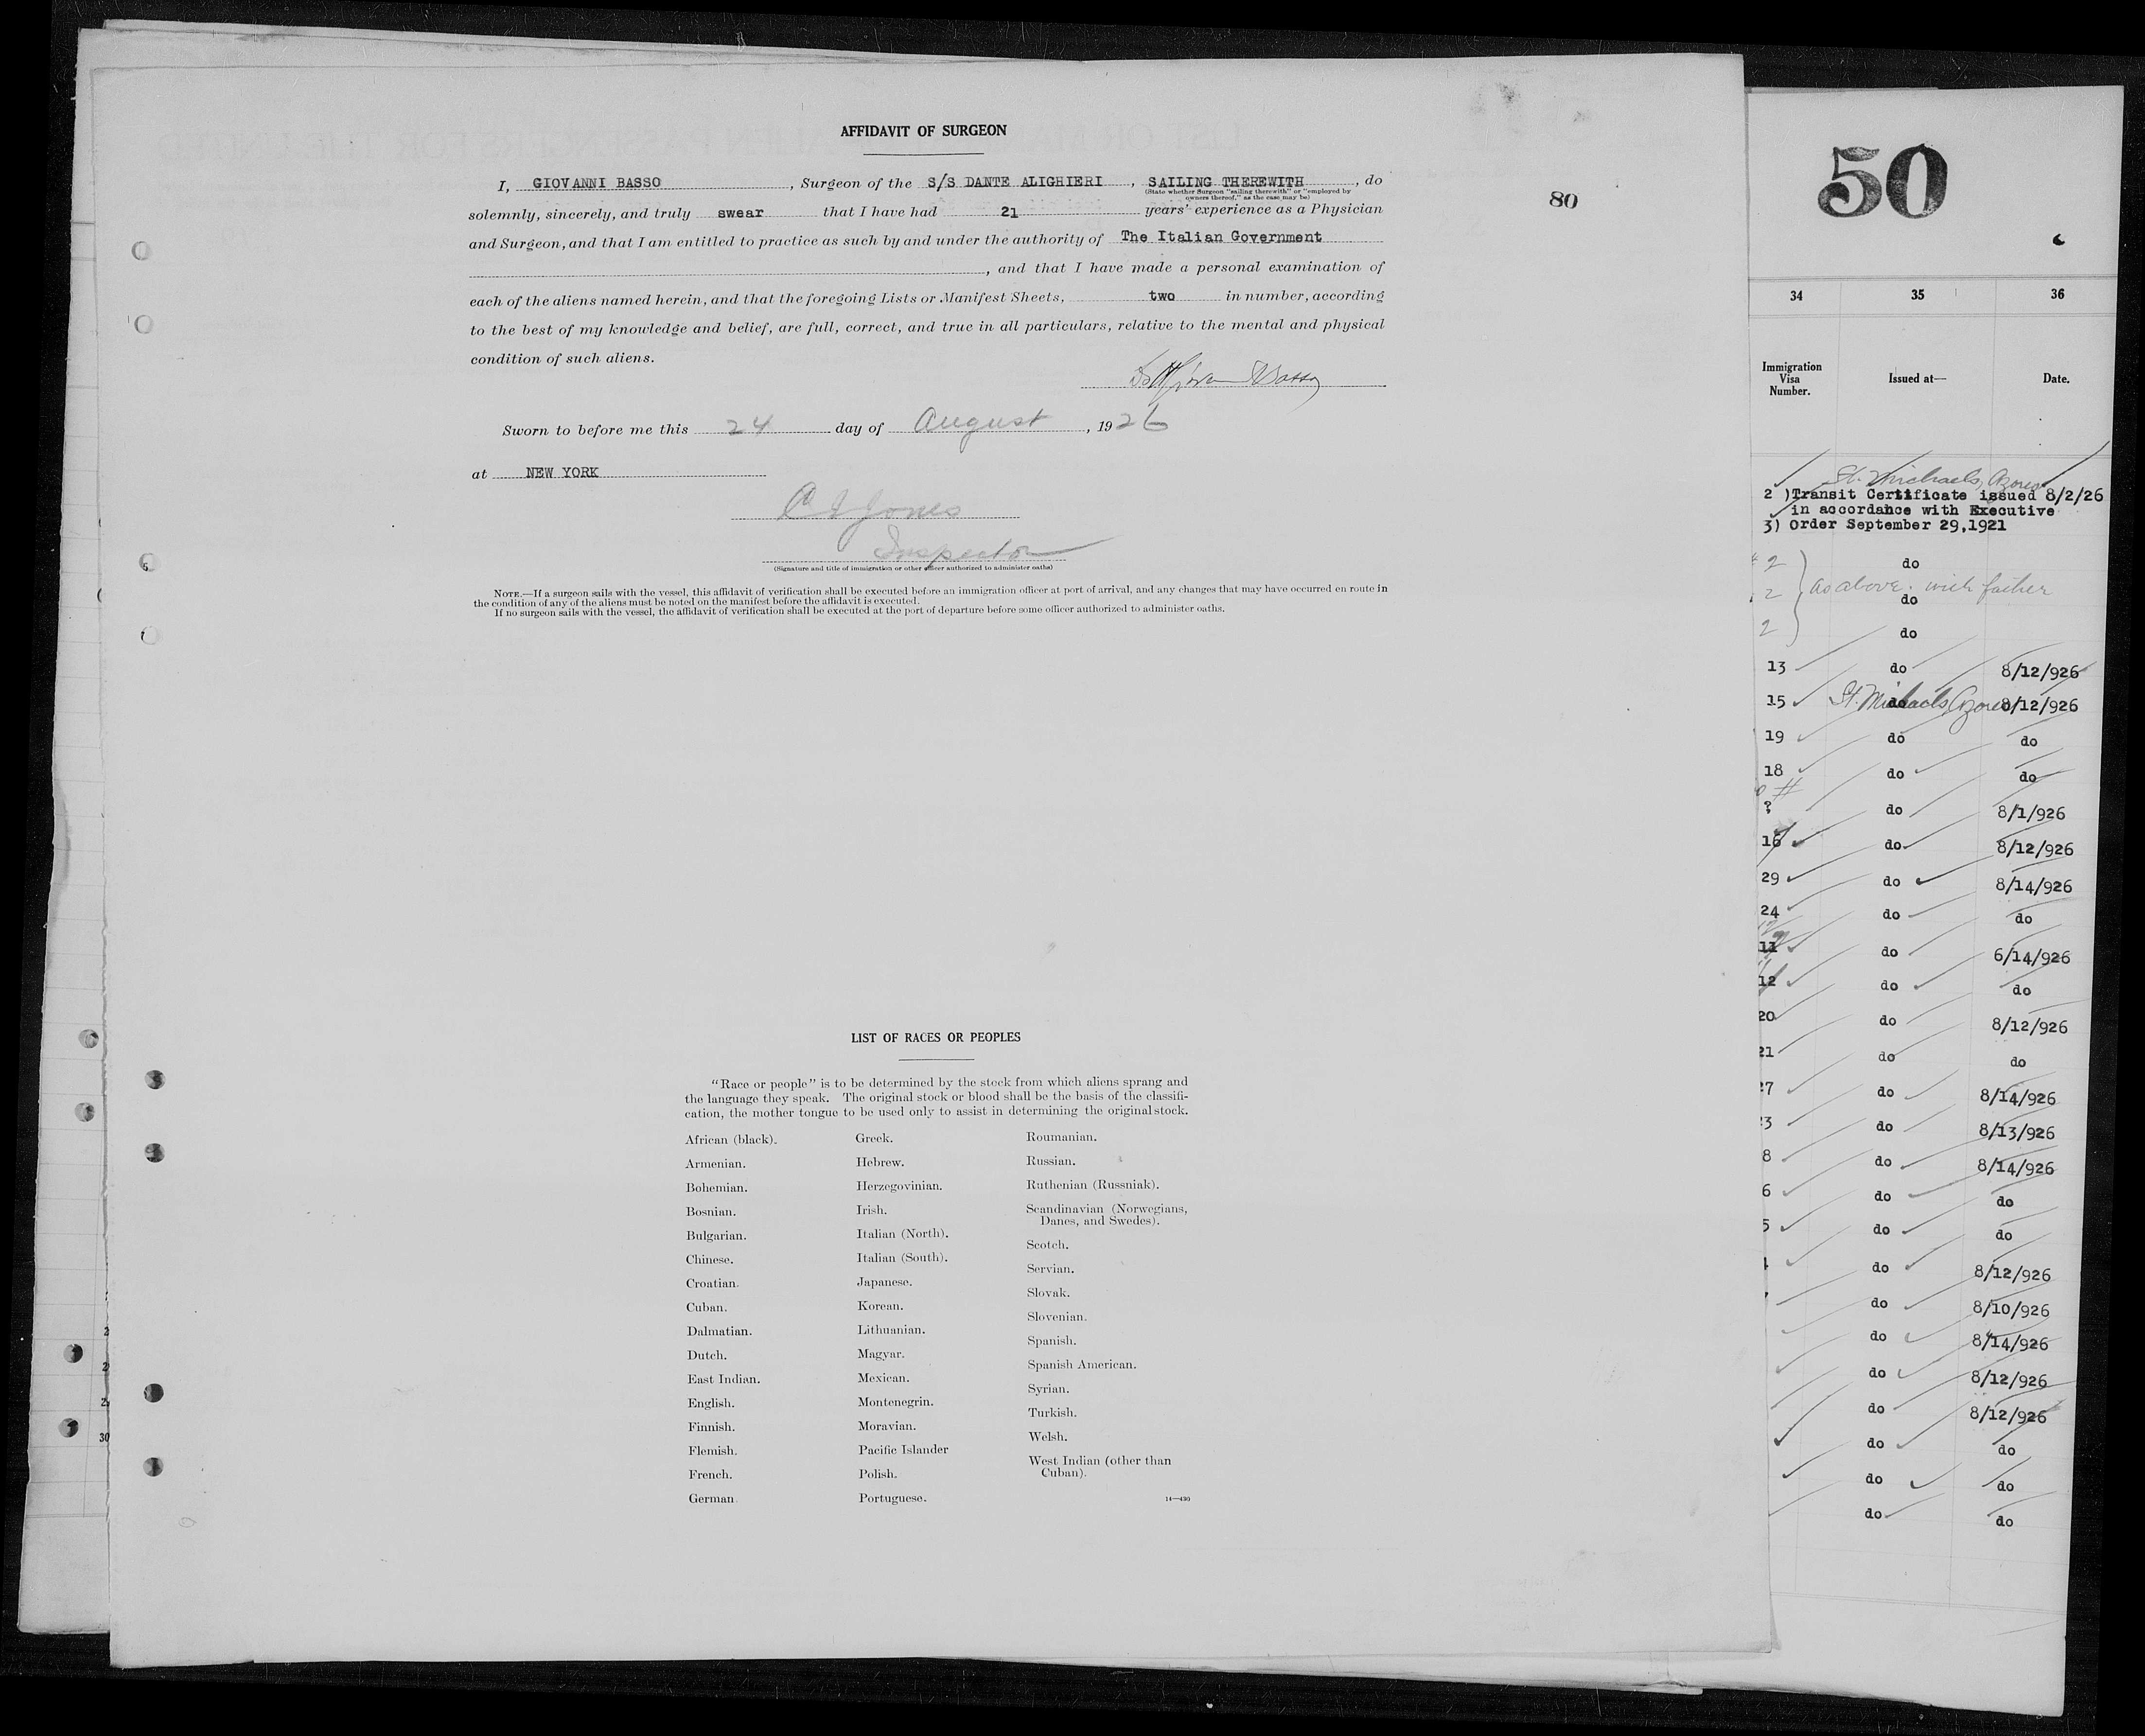 AFFIDAVIT OF SURGEON
I, GIOVANNI BASSO, Surgeon of the S/S DANTE ALIGHIERI, SAILING THEREWITH, do
(State whether Surgeon "sailing therewith" or "employed by
owners thereof," as the case may be)
solemnly, sincerely, and truly swear that I have had 21 years' experience as a Physician
and Surgeon, and that I am entitled to practice as such by and under the authority of The Italian Government
, and that I have made a personal examination of
each of the aliens named herein, and that the foregoing Lists or Manifest Sheets, two in number, according
to the best of my knowledge and belief, are full, correct, and true in all particulars, relative to the mental and physical
condition of such aliens.
Basso
Sworn to before me this 24 day of August, 1926
at NEW YORK
Jones
Inspector
(Signature and title of immigration or other officer authorized to administer oaths)
NOTE.—If a surgeon sails with the vessel, this affidavit of verification shall be executed before an immigration officer at port of arrival, and any changes that may have occurred en route in
the condition of any of the aliens must be noted on the manifest before the affidavit is executed.
If no surgeon sails with the vessel, the affidavit of verification shall be executed at the port of departure before some officer authorized to administer oaths.
80
LIST OF RACES OR PEOPLES
"Race or people" is to be determined by the stock from which aliens sprang and
the language they speak. The original stock or blood shall be the basis of the classifi-
cation, the mother tongue to be used only to assist in determining the original stock.
African (black).
Armenian.
Bohemian.
Bosnian.
Bulgarian.
Chinese.
Croatian.
Cuban.
Dalmatian.
Dutch.
East Indian.
English.
Finnish.
Flemish.
French.
German
Greek.
Hebrew.
Herzegovinian.
Irish.
Italian (North).
Italian (South).
Japanese.
Korean.
Lithuanian.
Magyar.
Mexican.
Montenegrin.
Moravian.
Pacific Islander
Polish.
Portuguese.
Roumanian.
Russian.
Ruthenian (Russniak).
Scandinavian (Norwegians,
Danes, and Swedes).
Scotch.
Servian.
Slovak.
Slovenian.
Spanish.
Spanish American.
Syrian.
Turkish.
Welsh.
West Indian (other than
Cuban).
14—430
30
50
34 35 36
Immigration
Visa
Number.
Issued at—
Date.
St. Michaels, Azores
2 )Transit Certificate issued 8/2/26
in accordance with Executive
3) Order September 29,1921
2 do
2 as above. with father
do
2 do
13 do 8/12/926
15 St. Michaels, Azores 8/12/926
19 do do
18 do do
? do 8/1/926
16 do 8/12/926
29 do 8/14/926
24 do do
11 do 6/14/926
12 do do
20 do 8/12/926
21 do do
27 do 8/14/926
3 do 8/13/926
8 do 8/14/926
6 do do
5 do do
do 8/12/926
do 8/10/926
do 8/14/926
do 8/12/926
do 8/12/926
do do
do do
do do